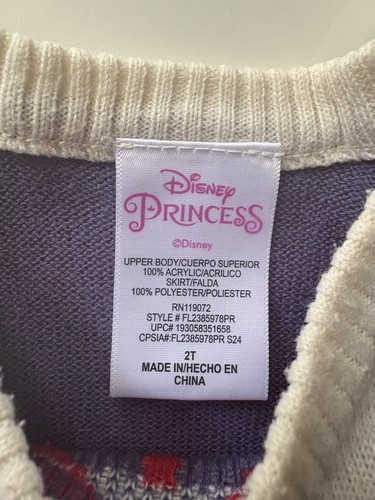 Disney
PRINCESS
©Disney
UPPER BODY/CUERPO SUPERIOR
100% ACRYLIC/ACRILICO
SKIRT/FALDA
100% POLYESTER/POLIESTER
RN119072
STYLE # FL2385978PR
UPC# 193058351658
CPSIA#:FL2385978PR S24
2T
MADE IN/HECHO EN
CHINA